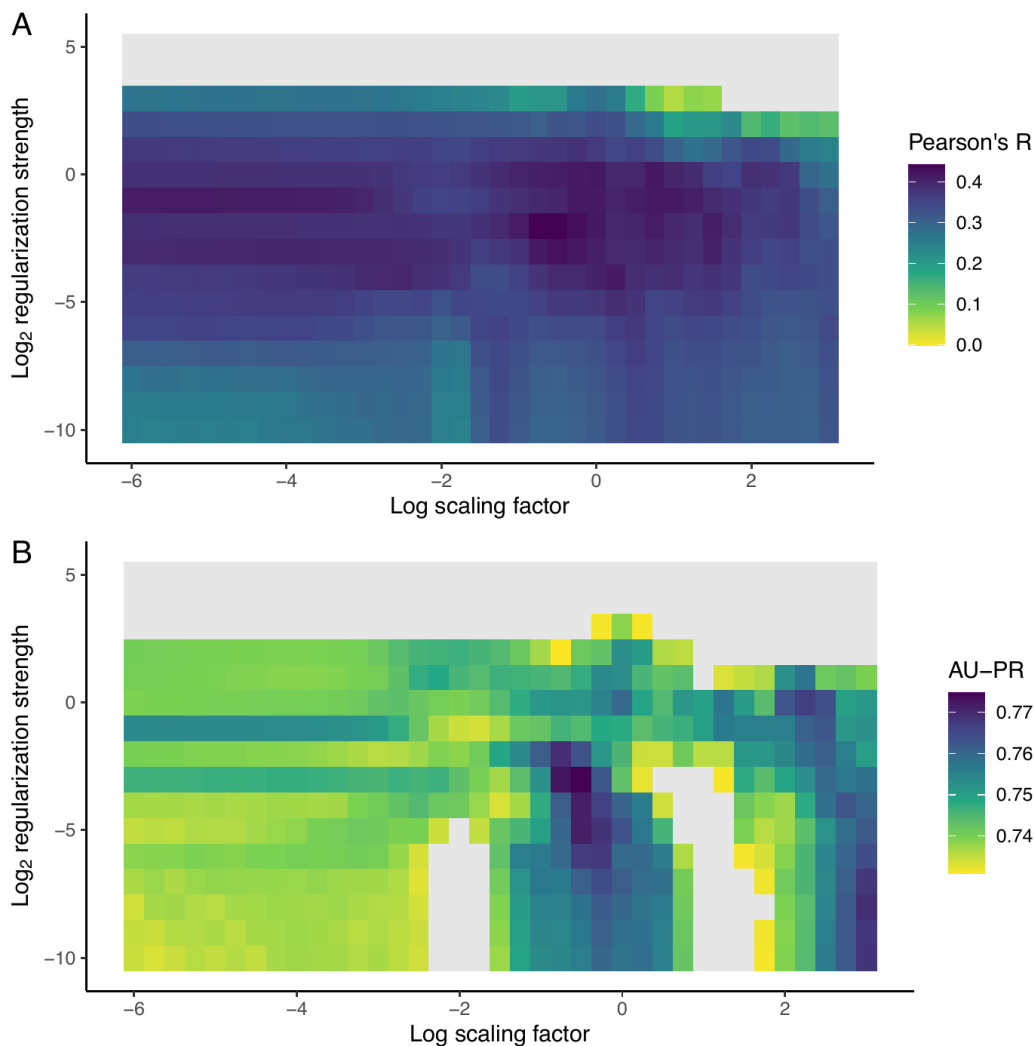 A
5
0
−5
−10
Log2 regularization strength
−6 −4 −2 0 2
Log scaling factor
Pearson's R
0.4
0.3
0.2
0.1
0.0
B
5
0
−5
−10
Log2 regularization strength
−6 −4 −2 0 2
Log scaling factor
AU−PR
0.77
0.76
0.75
0.74